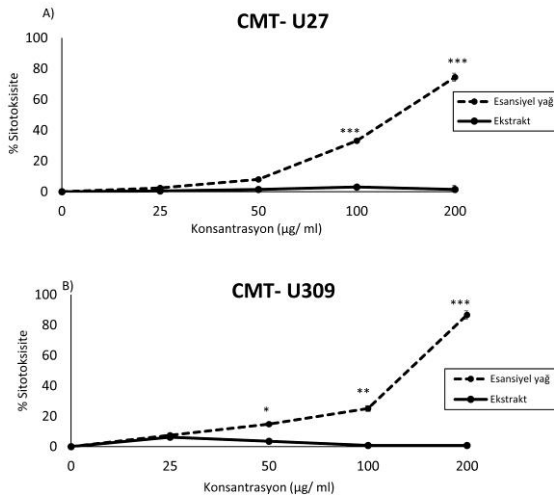 A)
CMT- U27
% Sitotoksisite
100
80
60
40
20
0
***
***
Esansiyel yağ
Ekstrakt
0 25 50 100 200
Konsantrasyon (µg/ ml)
B)
CMT- U309
% Sitotoksisite
100
80
60
40
20
0
*
**
***
Esansiyel yağ
Ekstrakt
0 25 50 100 200
Konsantrasyon (µg/ ml)